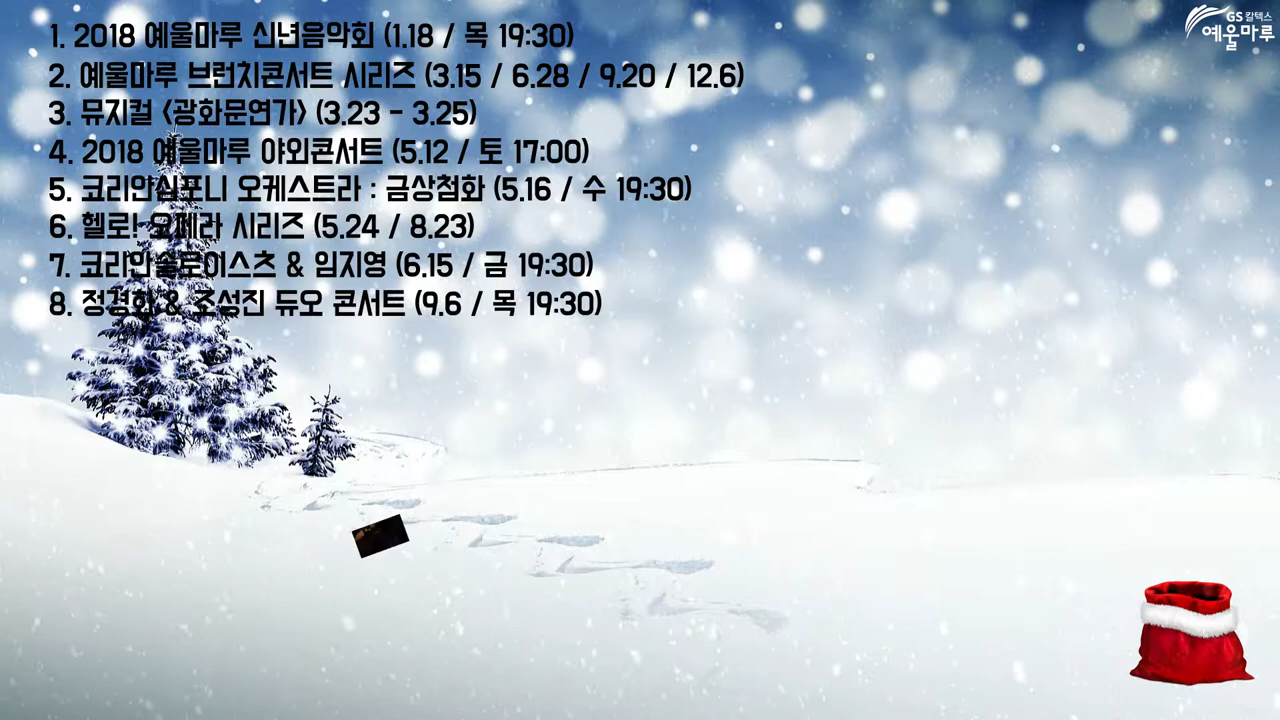 1. 2018 예울마루 신년음악회 (1.18 / 목 19:30)
2. 예울마루 브런치콘서트 시리즈 (3.15 / 6.28 / 9.20 / 12.6)
3. 뮤지컬 <광화문연가> (3.23 - 3.25)
4. 2018 예울마루 야외콘서트 (5.12 / 토 17:00)
5. 코리안심포니 오케스트라 : 금상첨화 (5.16 / 수 19:30)
6. 헬로! 오페라 시리즈 (5.24 / 8.23)
7. 코리안솔로이스츠 & 임지영 (6.15 / 금 19:30)
8. 정경화 & 조성진 듀오 콘서트 (9.6 / 목 19:30)
GS칼텍스
예울마루